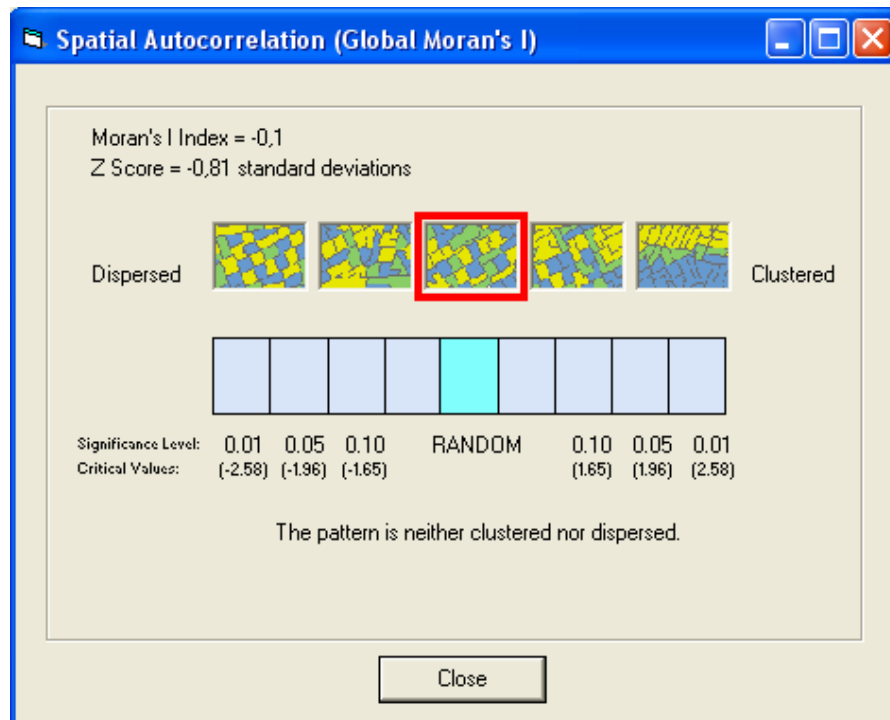 Spatial Autocorrelation (Global Moran's I)
Moran's I Index = -0,1
Z Score = -0,81 standard deviations
Dispersed
Clustered
Significance Level: 0.01 0.05 0.10 RANDOM 0.10 0.05 0.01
Critical Values: (-2.58) (-1.96) (-1.65) (1.65) (1.96) (2.58)
The pattern is neither clustered nor dispersed.
Close